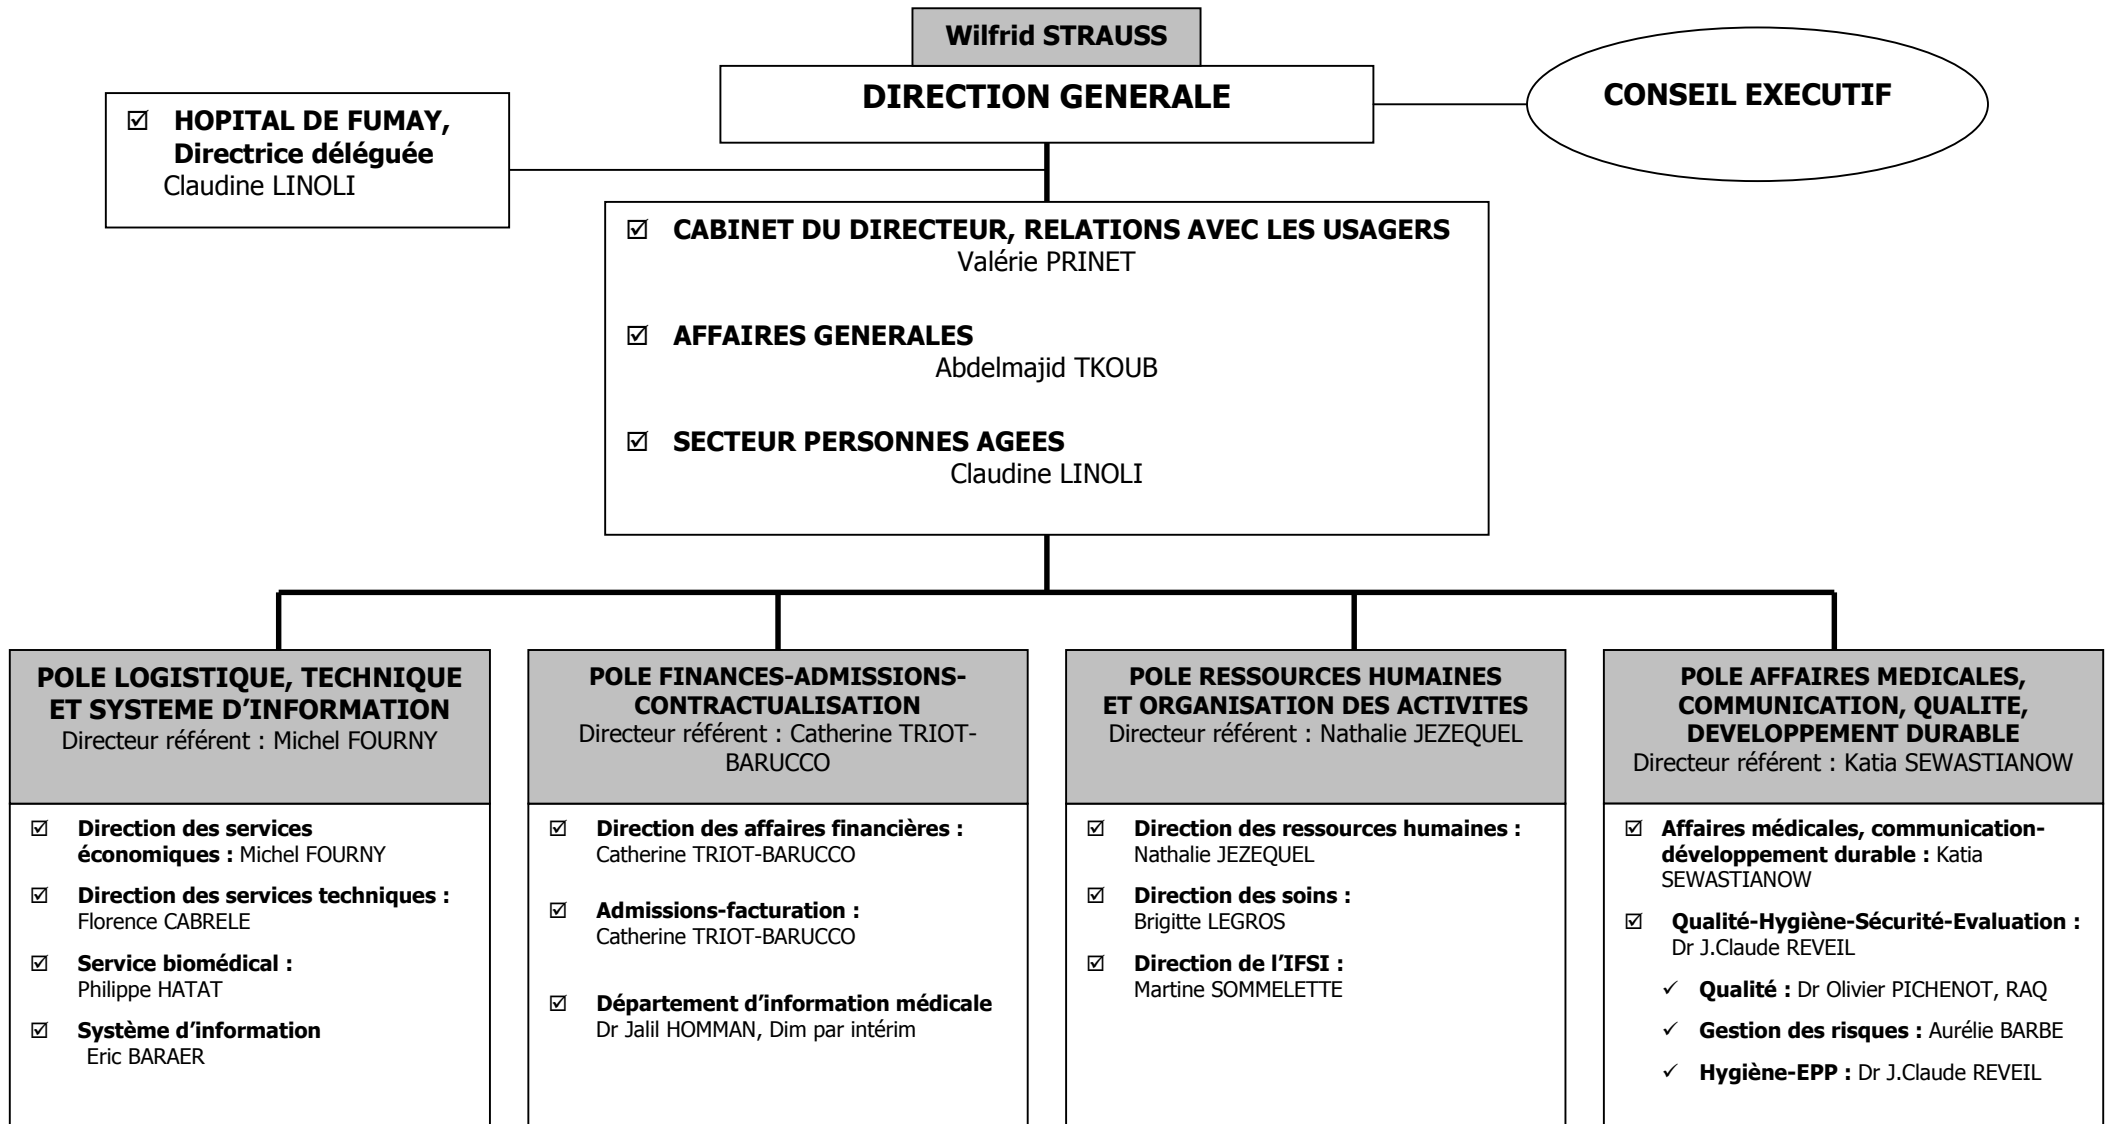 Wilfrid STRAUSS
DIRECTION GENERALE
CONSEIL EXECUTIF
☑ HOPITAL DE FUMAY,
Directrice déléguée
Claudine LINOLI
☑ CABINET DU DIRECTEUR, RELATIONS AVEC LES USAGERS
Valérie PRINET
☑ AFFAIRES GENERALES
Abdelmajid TKOUB
☑ SECTEUR PERSONNES AGEES
Claudine LINOLI
POLE LOGISTIQUE, TECHNIQUE
ET SYSTEME D’INFORMATION
Directeur référent : Michel FOURNY
☑ Direction des services
économiques : Michel FOURNY
☑ Direction des services techniques :
Florence CABRELE
☑ Service biomédical :
Philippe HATAT
☑ Système d’information
Eric BARAER
POLE FINANCES-ADMISSIONS-
CONTRACTUALISATION
Directeur référent : Catherine TRIOT-
BARUCCO
☑ Direction des affaires financières :
Catherine TRIOT-BARUCCO
☑ Admissions-facturation :
Catherine TRIOT-BARUCCO
☑ Département d’information médicale
Dr Jalil HOMMAN, Dim par intérim
POLE RESSOURCES HUMAINES
ET ORGANISATION DES ACTIVITES
Directeur référent : Nathalie JEZEQUEL
☑ Direction des ressources humaines :
Nathalie JEZEQUEL
☑ Direction des soins :
Brigitte LEGROS
☑ Direction de l’IFSI :
Martine SOMMELETTE
POLE AFFAIRES MEDICALES,
COMMUNICATION, QUALITE,
DEVELOPPEMENT DURABLE
Directeur référent : Katia SEWASTIANOW
☑ Affaires médicales, communication-
développement durable : Katia
SEWASTIANOW
☑ Qualité-Hygiène-Sécurité-Evaluation :
Dr J.Claude REVEIL
✓ Qualité : Dr Olivier PICHENOT, RAQ
✓ Gestion des risques : Aurélie BARBE
✓ Hygiène-EPP : Dr J.Claude REVEIL